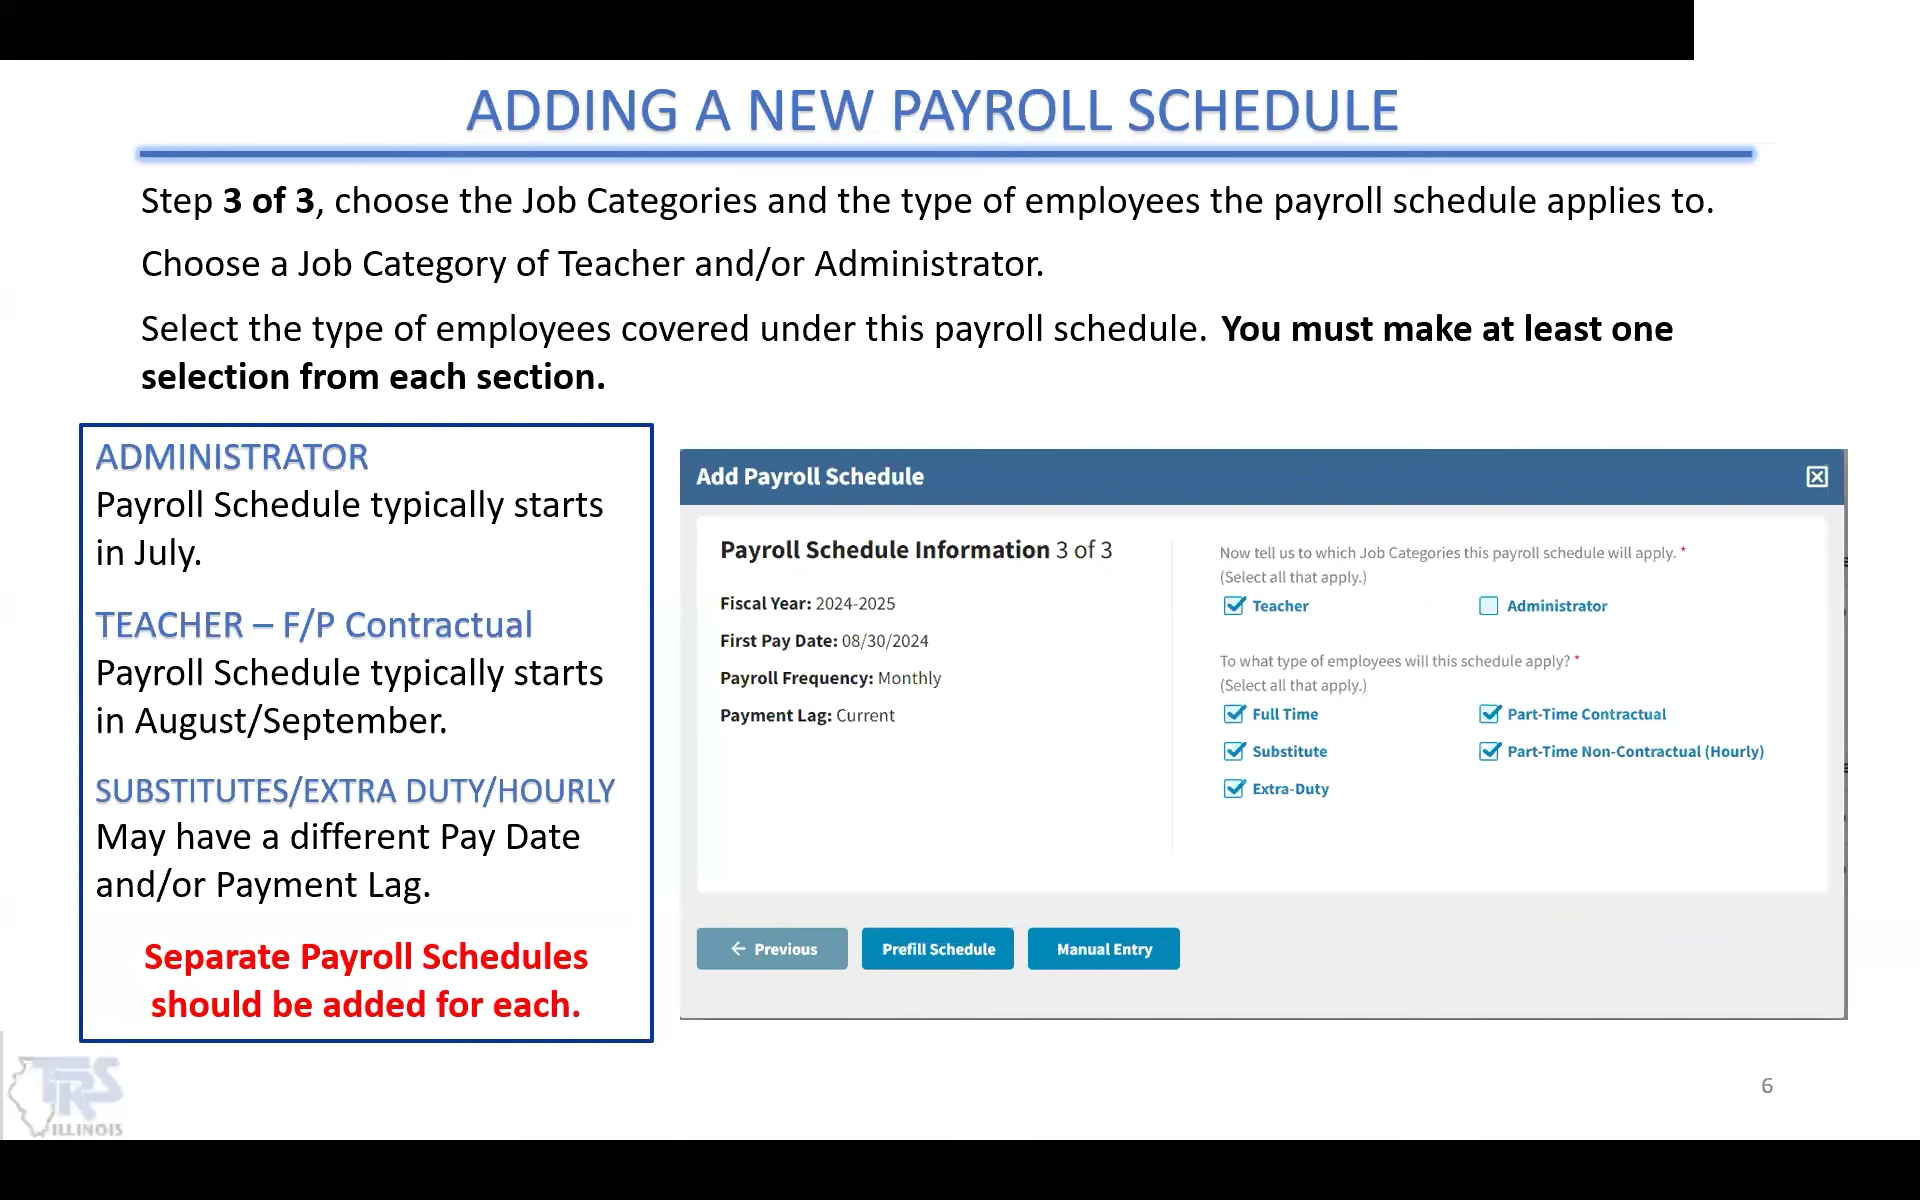 ADDING A NEW PAYROLL SCHEDULE
Step 3 of 3, choose the Job Categories and the type of employees the payroll schedule applies to.
Choose a Job Category of Teacher and/or Administrator.
Select the type of employees covered under this payroll schedule. You must make at least one
selection from each section.
ADMINISTRATOR
Payroll Schedule typically starts
in July.
TEACHER – F/P Contractual
Payroll Schedule typically starts
in August/September.
SUBSTITUTES/EXTRA DUTY/HOURLY
May have a different Pay Date
and/or Payment Lag.
Separate Payroll Schedules
should be added for each.
Add Payroll Schedule
Payroll Schedule Information 3 of 3
Fiscal Year: 2024-2025
First Pay Date: 08/30/2024
Payroll Frequency: Monthly
Payment Lag: Current
Now tell us to which Job Categories this payroll schedule will apply. *
(Select all that apply.)
Teacher Administrator
To what type of employees will this schedule apply? *
(Select all that apply.)
Full Time Part-Time Contractual
Substitute Part-Time Non-Contractual (Hourly)
Extra-Duty
← Previous Prefill Schedule Manual Entry
TRS
ILLINOIS
6